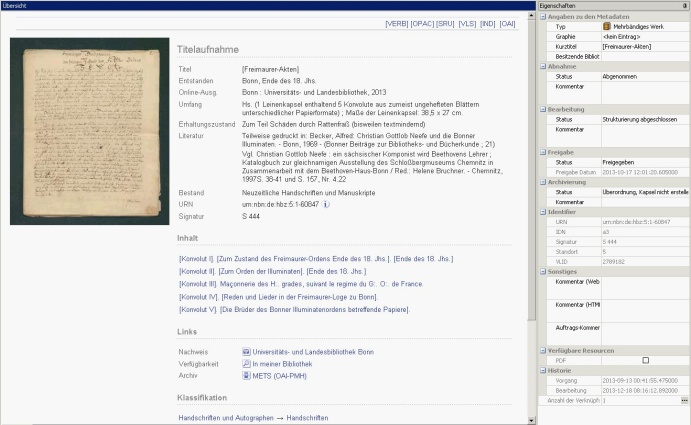 Übersicht
[VERB] [OPAC] [SRU] [VLS] [IND] [OAI]
Titelaufnahme
Titel [Freimaurer-Akten]
Entstanden Bonn, Ende des 18. Jhs.
Online-Ausg. Bonn : Universitäts- und Landesbibliothek, 2013
Umfang Hs. (1 Leinenkapsel enthaltend 5 Konvolute aus zumeist ungehefteten Blättern
unterschiedlicher Papierformate) ; Maße der Leinenkapsel: 38,5 x 27 cm.
Erhaltungszustand Zum Teil Schäden durch Rattenfraß (bisweilen textmindernd)
Literatur Teilweise gedruckt in: Becker, Alfred: Christian Gottlob Neefe und die Bonner
Illuminaten. - Bonn, 1969 - (Bonner Beiträge zur Bibliotheks- und Bücherkunde ; 21)
Vgl. Christian Gottlob Neefe : ein sächsischer Komponist wird Beethovens Lehrer ;
Katalogbuch zur gleichnamigen Ausstellung des Schloßbergmuseums Chemnitz in
Zusammenarbeit mit dem Beethoven-Haus-Bonn / Red.: Helene Bruchner. - Chemnitz,
1997S. 38-41 und S. 157, Nr. 4.22
Bestand Neuzeitliche Handschriften und Manuskripte
URN urn:nbn:de:hbz:5:1-60847
Signatur S 444
Inhalt
[Konvolut I]. [Zum Zustand des Freimaurer-Ordens Ende des 18. Jhs.]. [Ende des 18. Jhs.]
[Konvolut II]. [Zum Orden der Illuminaten]. [Ende des 18. Jhs.]
[Konvolut III]. Maçonnerie des H:. grades, suivant le regime du G:. O:. de France.
[Konvolut IV]. [Reden und Lieder in der Freimaurer-Loge zu Bonn].
[Konvolut V]. [Die Brüder des Bonner Illuminatenordens betreffende Papiere].
Links
Nachweis Universitäts- und Landesbibliothek Bonn
Verfügbarkeit In meiner Bibliothek
Archiv METS (OAI-PMH)
Klassifikation
Handschriften und Autographen → Handschriften
Eigenschaften
Angaben zu den Metadaten
Typ Mehrbändiges Werk
Graphie <kein Eintrag>
Kurztitel [Freimaurer-Akten]
Besitzende Bibliot
Abnahme
Status Abgenommen
Kommentar
Bearbeitung
Status Strukturierung abgeschlossen
Kommentar
Freigabe
Status Freigegeben
Freigabe Datum 2013-10-17 12:01:20.605000
Archivierung
Status Überordnung, Kapsel nicht erstelle
Kommentar
Identifier
URN urn:nbn:de:hbz:5:1-60847
IDN a3
Signatur S 444
Standort S
VLID 2789182
Sonstiges
Kommentar (Web
Kommentar (HTMl
Auftrags-Kommer
Verfügbare Resourcen
PDF
Historie
Vorgang 2013-09-13 00:41:55.475000
Bearbeitung 2013-12-18 08:16:12.892000
Anzahl der Verknüpfi 1